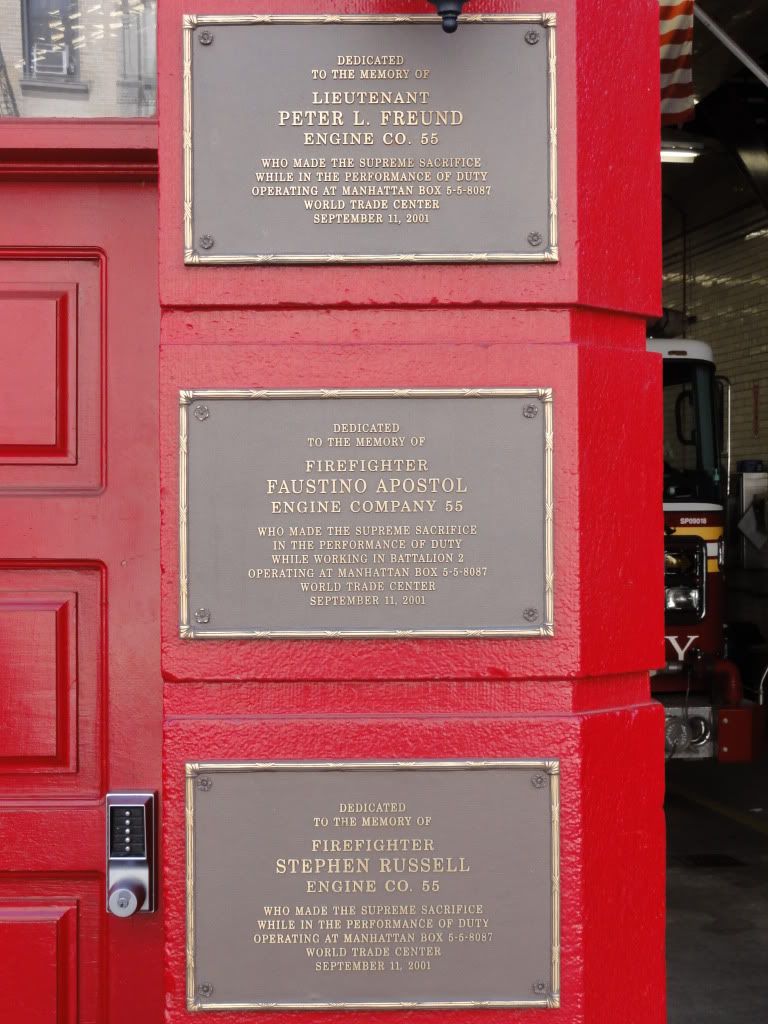 DEDICATED
TO THE MEMORY OF
LIEUTENANT
PETER L. FREUND
ENGINE CO. 55
WHO MADE THE SUPREME SACRIFICE
WHILE IN THE PERFORMANCE OF DUTY
OPERATING AT MANHATTAN BOX 5-5-8087
WORLD TRADE CENTER
SEPTEMBER 11, 2001
DEDICATED
TO THE MEMORY OF
FIREFIGHTER
FAUSTINO APOSTOL
ENGINE COMPANY 55
WHO MADE THE SUPREME SACRIFICE
IN THE PERFORMANCE OF DUTY
WHILE WORKING IN BATTALION 2
OPERATING AT MANHATTAN BOX 5-5-8087
WORLD TRADE CENTER
SEPTEMBER 11, 2001
DEDICATED
TO THE MEMORY OF
FIREFIGHTER
STEPHEN RUSSELL
ENGINE CO. 55
WHO MADE THE SUPREME SACRIFICE
WHILE IN THE PERFORMANCE OF DUTY
OPERATING AT MANHATTAN BOX 5-5-8087
WORLD TRADE CENTER
SEPTEMBER 11, 2001
SP09018
Y